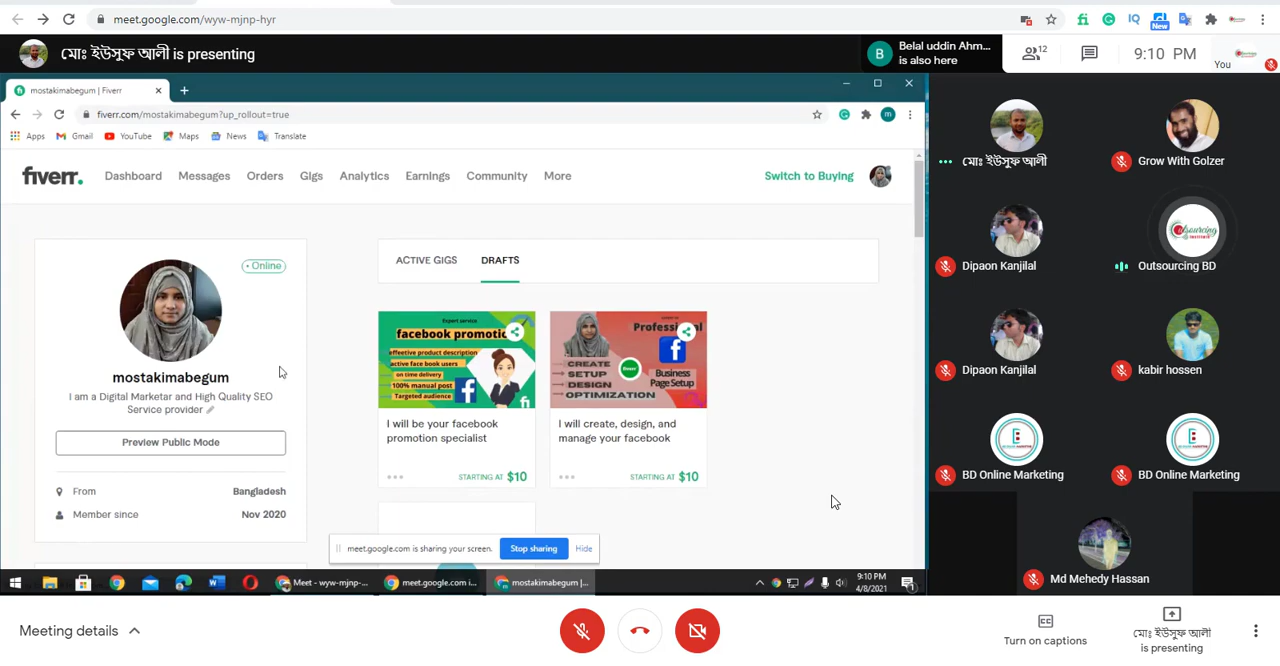 meet.google.com/wyw-mjnp-hyr
New
মোঃ ইউসুফ আলী is presenting
B
Belal uddin Ahm...
is also here
12
9:10 PM
You
mostakimabegum | Fiverr
fiverr.com/mostakimabegum?up_rollout=true
m
Apps
Gmail
YouTube
Maps
News
Translate
fiverr.
Dashboard
Messages
Orders
Gigs
Analytics
Earnings
Community
More
Switch to Buying
• Online
mostakimabegum
I am a Digital Marketar and High Quality SEO
Service provider
Preview Public Mode
From
Bangladesh
Member since
Nov 2020
ACTIVE GIGS
DRAFTS
Expert service
facebook promotio
effeective product description
active face book users
on time delivery
100% manual post
Targeted audience
fi
I will be your facebook
promotion specialist
STARTING AT $10
Professional
CREATE
SETUP
DESIGN
OPTIMIZATION
Business
Page Setup
I will create, design, and
manage your facebook
STARTING AT $10
meet.google.com is sharing your screen.
Stop sharing
Hide
Meet - wyw-mjnp-...
meet.google.com i...
mostakimabegum |...
9:10 PM
4/8/2021
মোঃ ইউসুফ আলী
Grow With Golzer
Dipaon Kanjilal
Outsourcing BD
Dipaon Kanjilal
kabir hossen
BD Online Marketing
BD Online Marketing
Md Mehedy Hassan
Meeting details
Turn on captions
মোঃ ইউসুফ আলী
is presenting